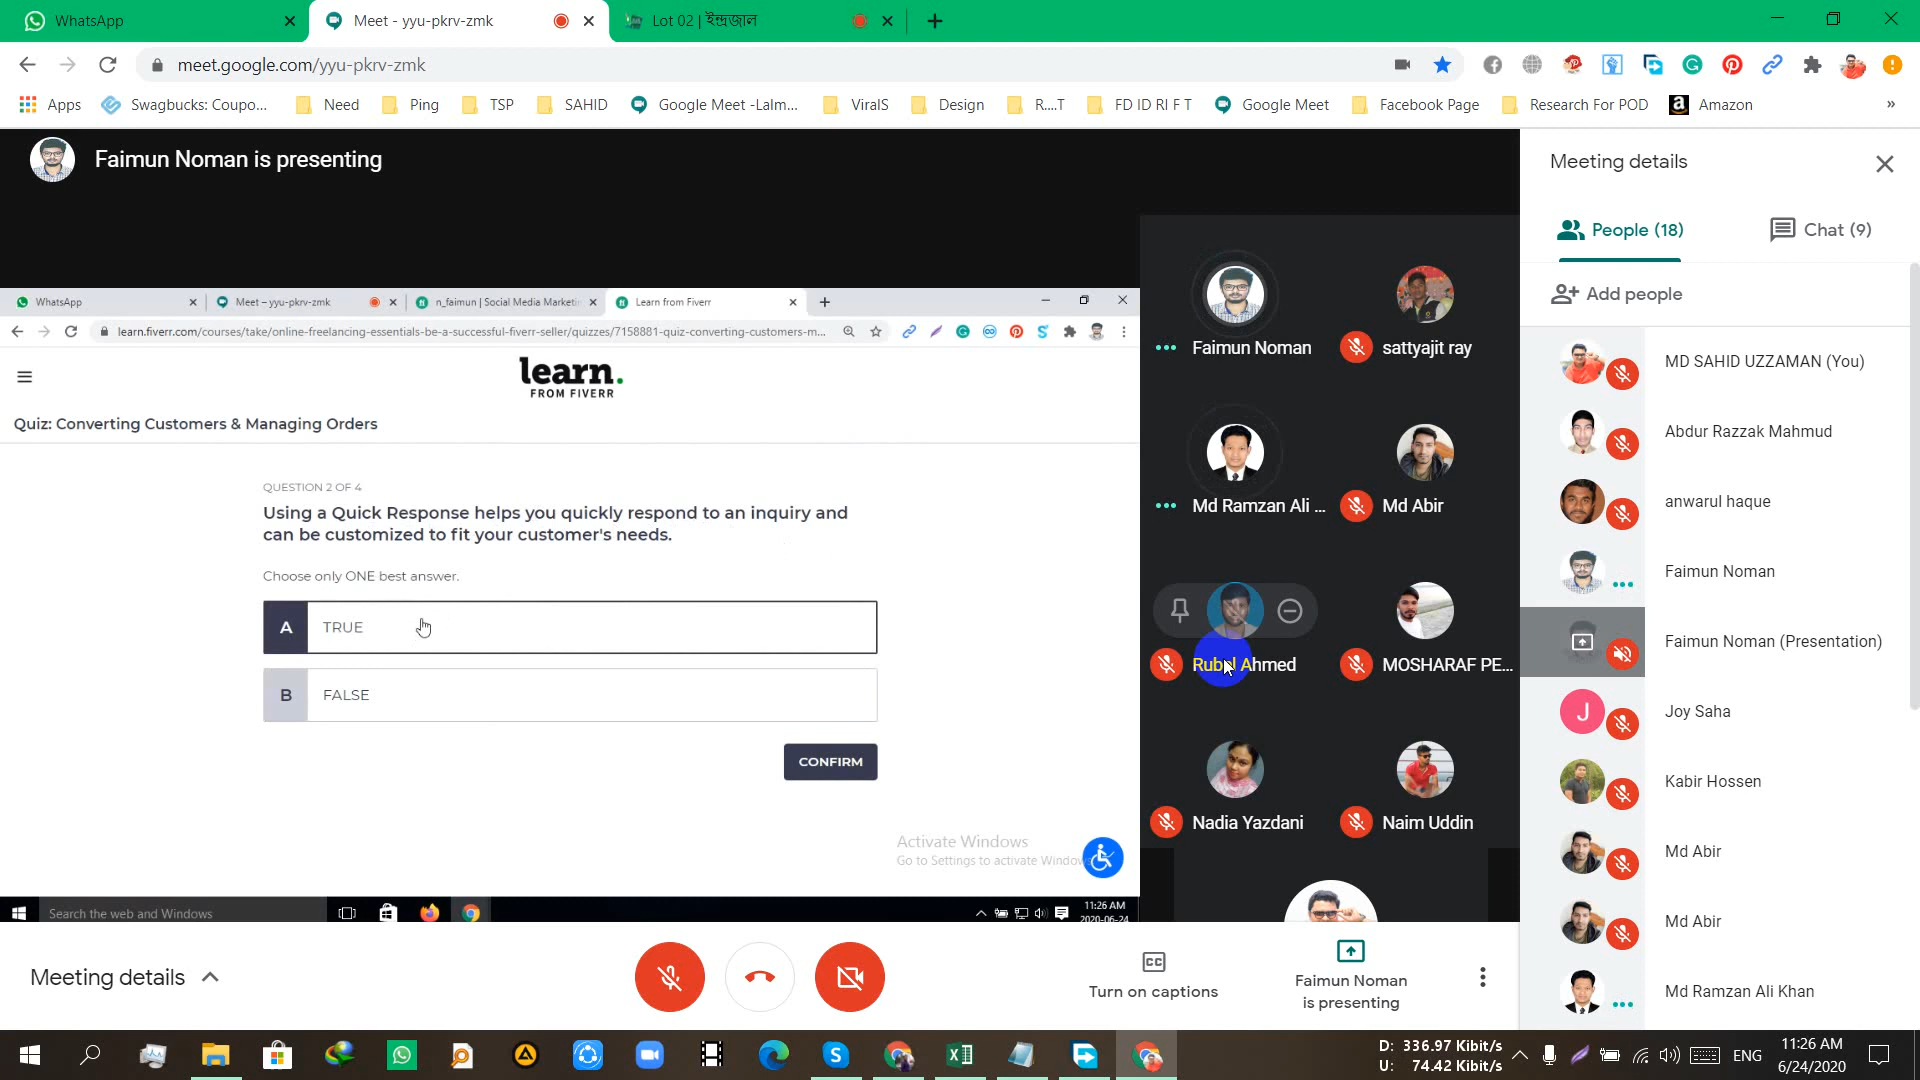 WhatsApp
Meet - yyu-pkrv-zmk
Lot 02 | ইন্দ্রজাল
meet.google.com/yyu-pkrv-zmk
Apps
Swagbucks: Coupo...
Need
Ping
TSP
SAHID
Google Meet -Lalm...
ViralS
Design
R....T
FD ID RI F T
Google Meet
Facebook Page
Research For POD
Amazon
»
Faimun Noman is presenting
WhatsApp
Meet – yyu-pkrv-zmk
n_faimun | Social Media Marketin
Learn from Fiverr
learn.fiverr.com/courses/take/online-freelancing-essentials-be-a-successful-fiverr-seller/quizzes/7158881-quiz-converting-customers-m...
learn.
FROM FIVERR
Quiz: Converting Customers & Managing Orders
QUESTION 2 OF 4
Using a Quick Response helps you quickly respond to an inquiry and
can be customized to fit your customer's needs.
Choose only ONE best answer.
A TRUE
B FALSE
CONFIRM
Activate Windows
Go to Settings to activate Windows
Search the web and Windows
11:26 AM
2020-06-24
Faimun Noman
sattyajit ray
Md Ramzan Ali ...
Md Abir
Rubul Ahmed
MOSHARAF PE...
Nadia Yazdani
Naim Uddin
Meeting details
People (18)
Chat (9)
Add people
MD SAHID UZZAMAN (You)
Abdur Razzak Mahmud
anwarul haque
Faimun Noman
Faimun Noman (Presentation)
J
Joy Saha
Kabir Hossen
Md Abir
Md Abir
Md Ramzan Ali Khan
Meeting details
CC
Turn on captions
Faimun Noman
is presenting
D: 336.97 Kibit/s
U: 74.42 Kibit/s
ENG
11:26 AM
6/24/2020